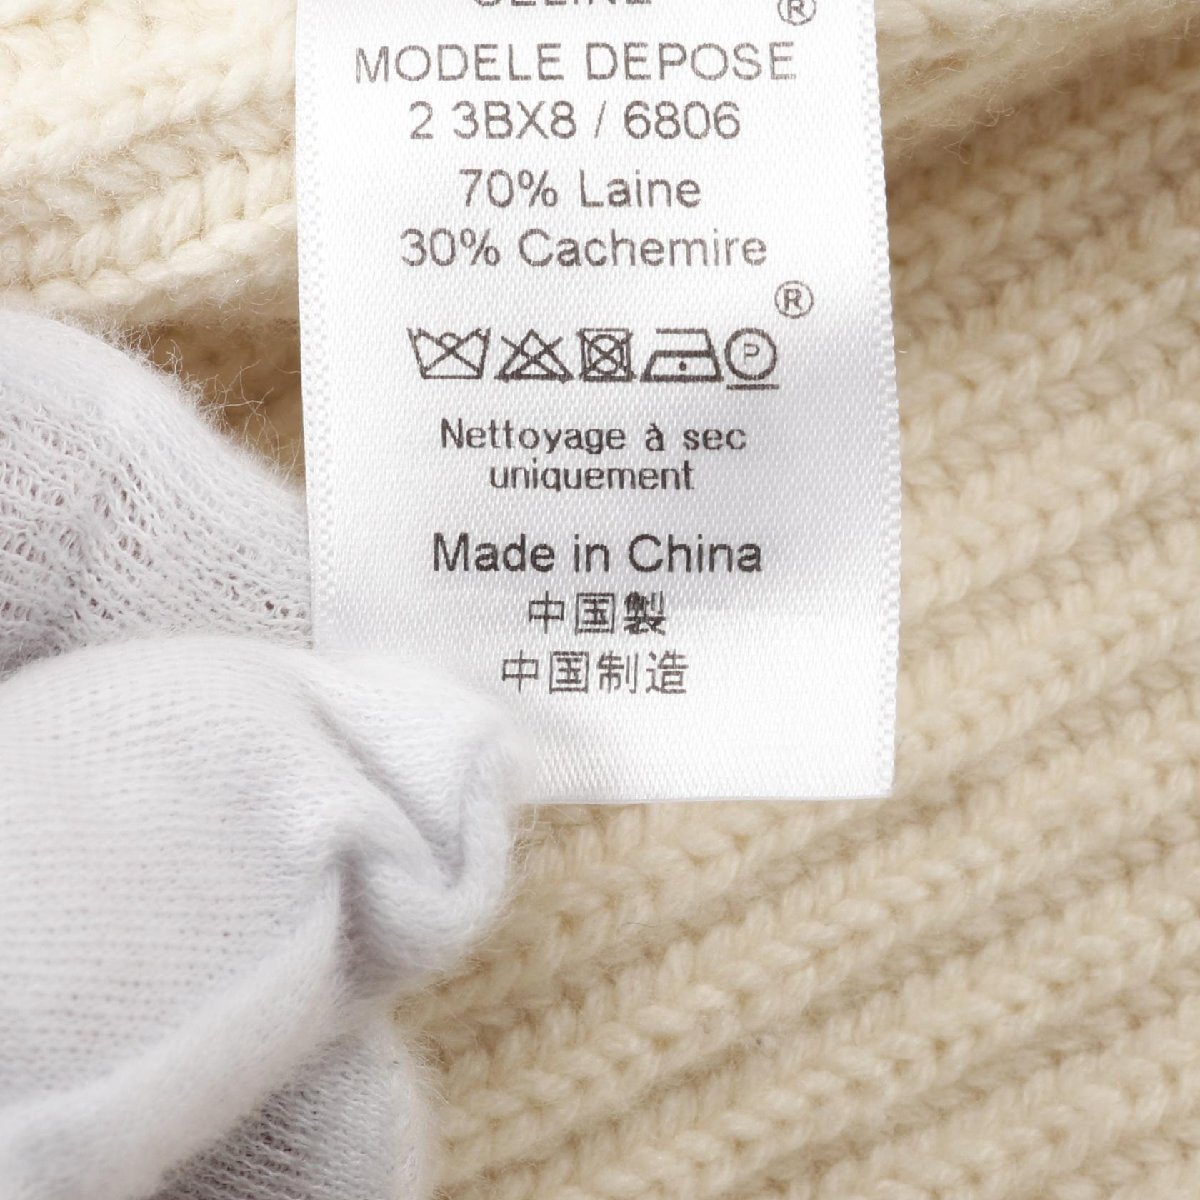 CELINE ®
MODELE DEPOSE
2 3BX8 / 6806
70% Laine
30% Cachemire
®
P
Nettoyage à sec
uniquement
Made in China
中国製
中国制造